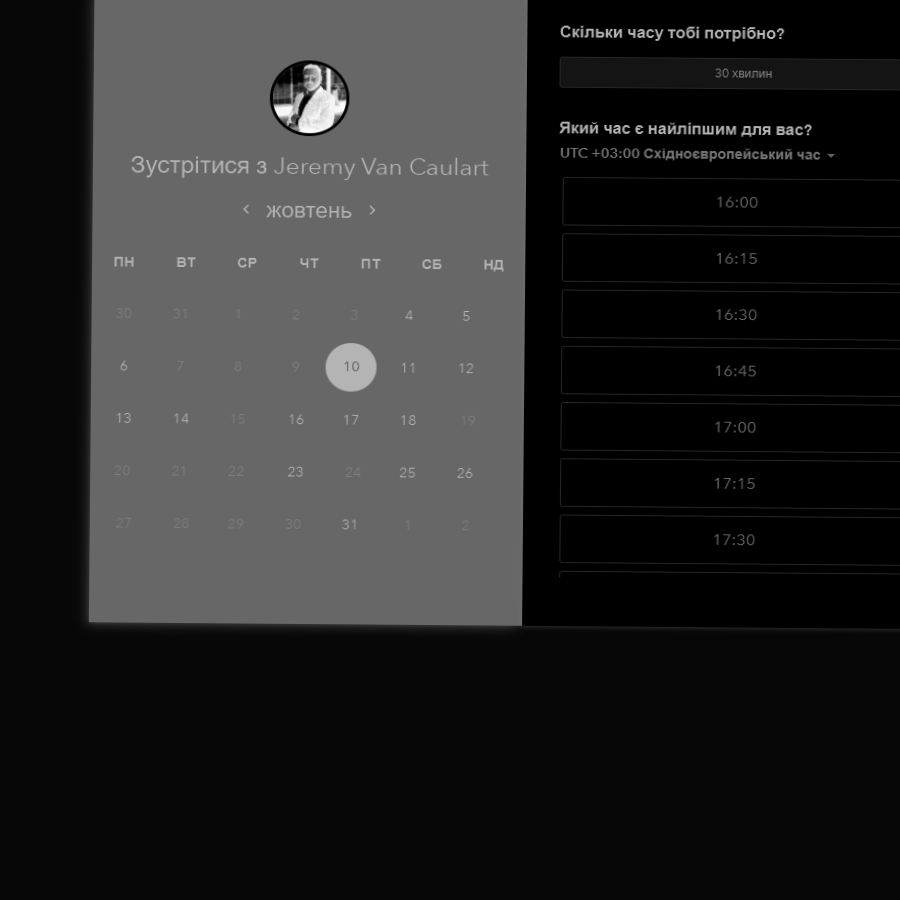 Зустрітися з Jeremy Van Caulart
жовтень
ПН ВТ СР ЧТ ПТ СБ НД
30 31 1 2 3 4 5
6 7 8 9 10 11 12
13 14 15 16 17 18 19
20 21 22 23 24 25 26
27 28 29 30 31 1 2
Скільки часу тобі потрібно?
30 хвилин
Який час є найліпшим для вас?
UTC +03:00 Східноєвропейський час
16:00
16:15
16:30
16:45
17:00
17:15
17:30